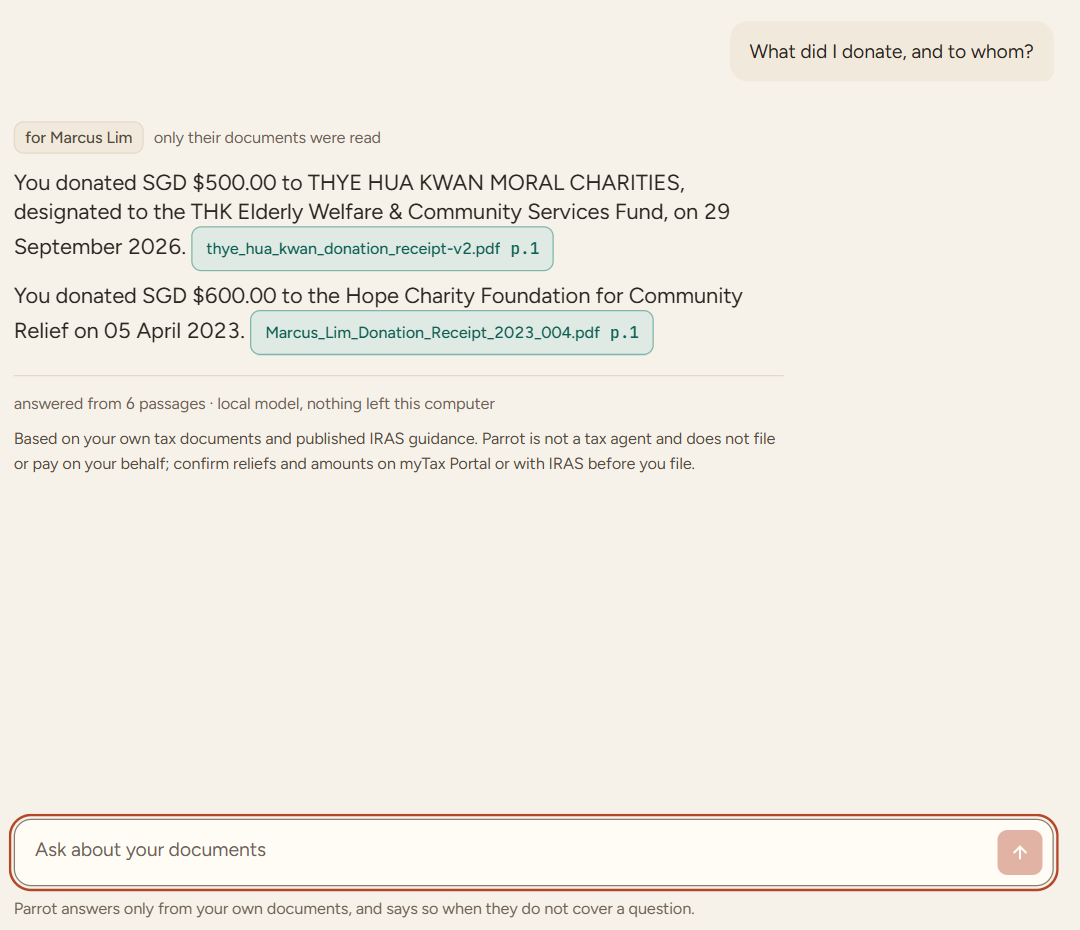 What did I donate, and to whom?
for Marcus Lim only their documents were read
You donated SGD $500.00 to THYE HUA KWAN MORAL CHARITIES,
designated to the THK Elderly Welfare & Community Services Fund, on 29
September 2026. thye_hua_kwan_donation_receipt-v2.pdf p.1
You donated SGD $600.00 to the Hope Charity Foundation for Community
Relief on 05 April 2023. Marcus_Lim_Donation_Receipt_2023_004.pdf p.1
answered from 6 passages · local model, nothing left this computer
Based on your own tax documents and published IRAS guidance. Parrot is not a tax agent and does not file
or pay on your behalf; confirm reliefs and amounts on myTax Portal or with IRAS before you file.
Ask about your documents
Parrot answers only from your own documents, and says so when they do not cover a question.